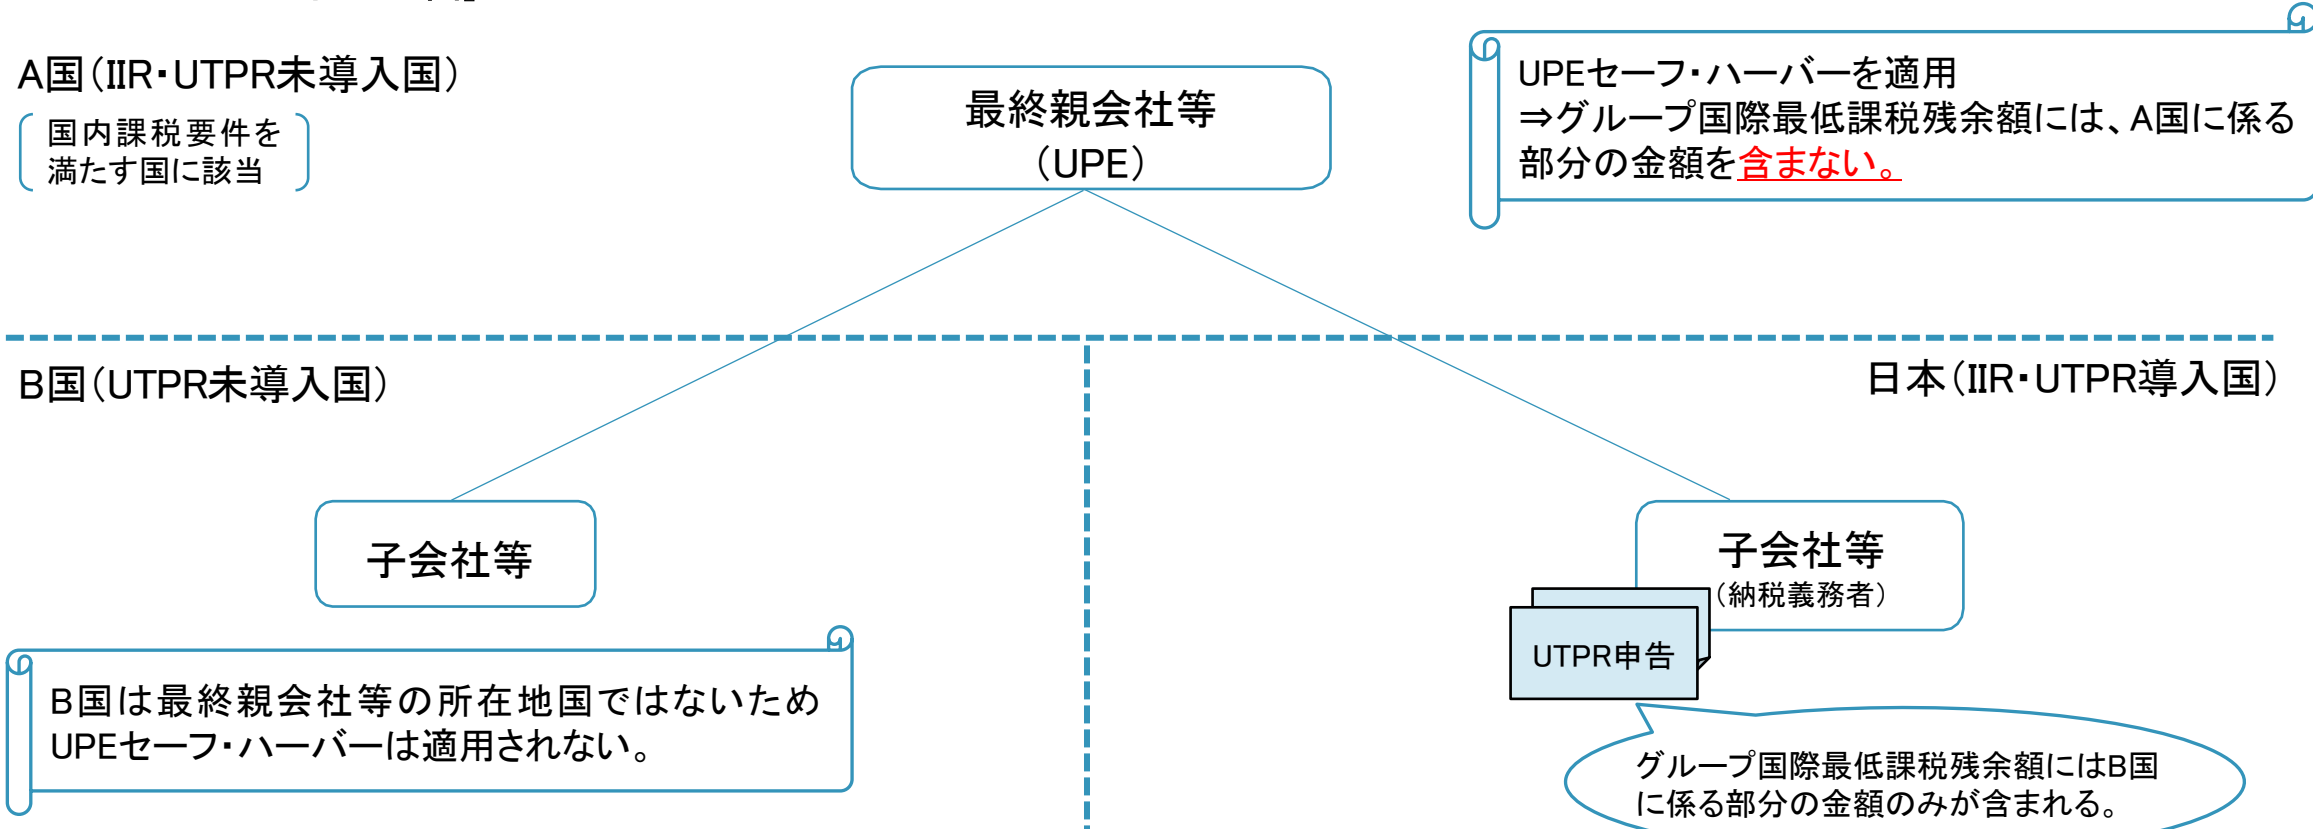 A国(IIR・UTPR未導入国)
国内課税要件を
満たす国に該当
最終親会社等
(UPE)
UPEセーフ・ハーバーを適用
⇒グループ国際最低課税残余額には、A国に係る
部分の金額を含まない。
B国(UTPR未導入国)
日本(IIR・UTPR導入国)
子会社等
子会社等
(納税義務者)
UTPR申告
B国は最終親会社等の所在地国ではないため
UPEセーフ・ハーバーは適用されない。
グループ国際最低課税残余額にはB国
に係る部分の金額のみが含まれる。